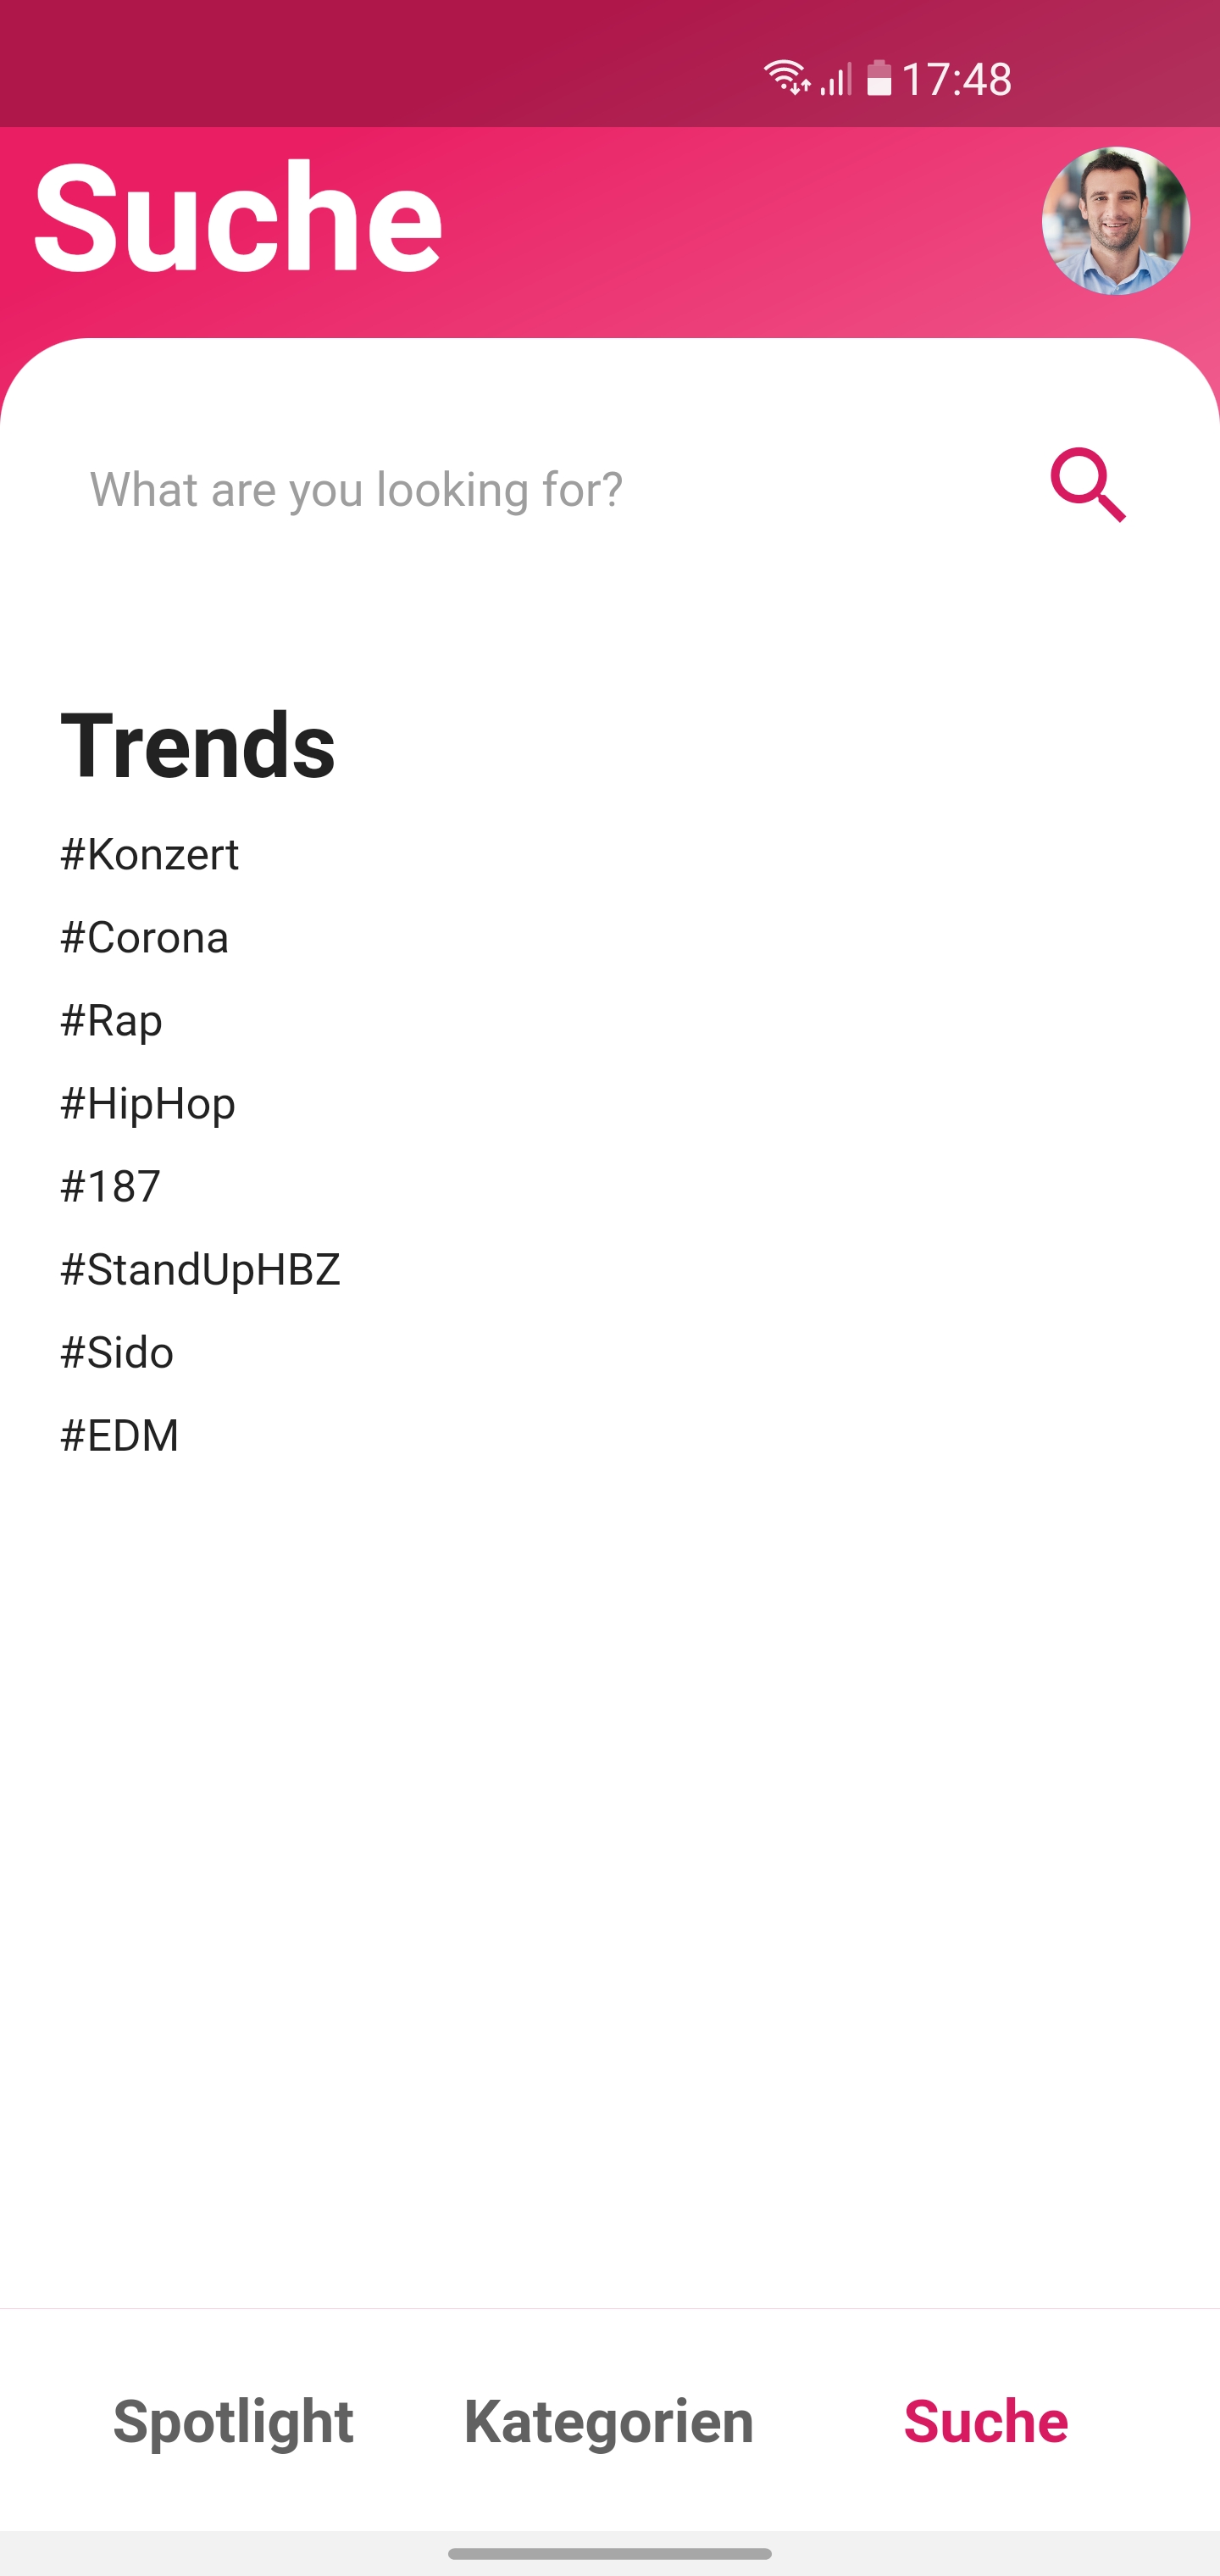 17:48
Suche
What are you looking for?
Trends
#Konzert
#Corona
#Rap
#HipHop
#187
#StandUpHBZ
#Sido
#EDM
Spotlight Kategorien Suche